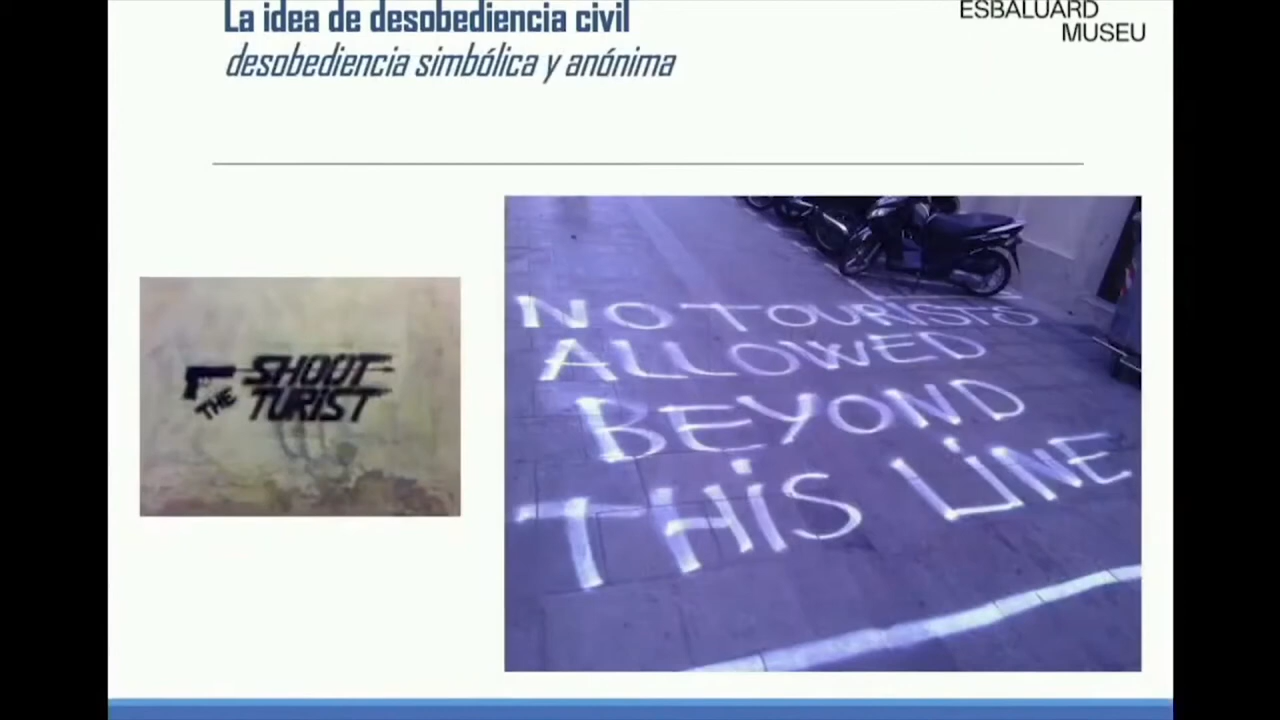 La idea de desobediencia civil
desobediencia simbólica y anónima
ESBALUARD
MUSEU
SHOOT
THE TURIST
NO TOURISTS
ALLOWED
BEYOND
THiS LiNE